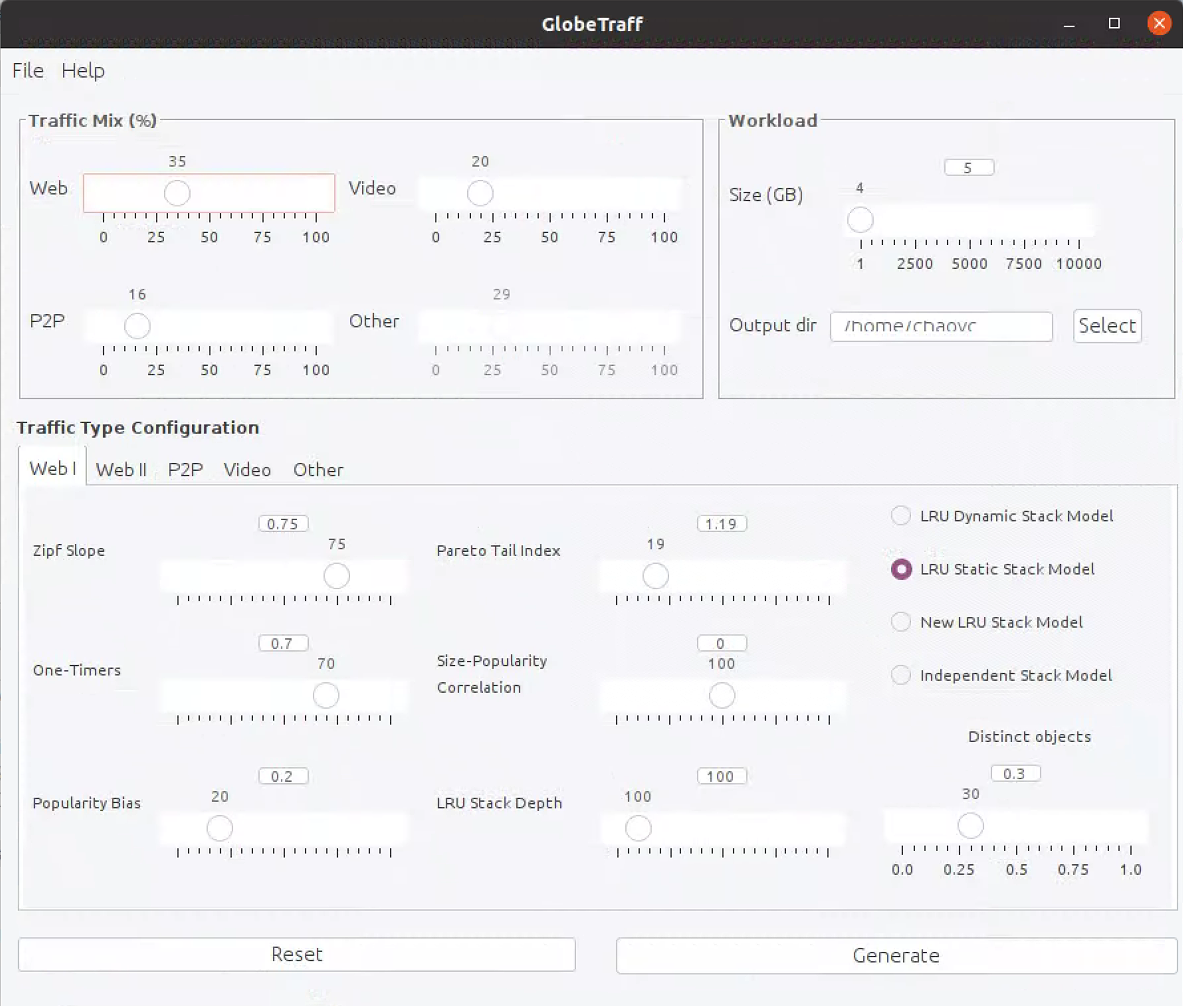 GlobeTraff
File Help
Traffic Mix (%)
35
Web
0 25 50 75 100
20
Video
0 25 50 75 100
16
P2P
0 25 50 75 100
29
Other
0 25 50 75 100
Workload
5
4
Size (GB)
1 2500 5000 7500 10000
Output dir /home/chaovc Select
Traffic Type Configuration
Web I Web II P2P Video Other
0.75
75
Zipf Slope
1.19
19
Pareto Tail Index
0.7
70
One-Timers
0
100
Size-Popularity
Correlation
0.2
20
Popularity Bias
100
100
LRU Stack Depth
LRU Dynamic Stack Model
LRU Static Stack Model
New LRU Stack Model
Independent Stack Model
Distinct objects
0.3
30
0.0 0.25 0.5 0.75 1.0
Reset Generate